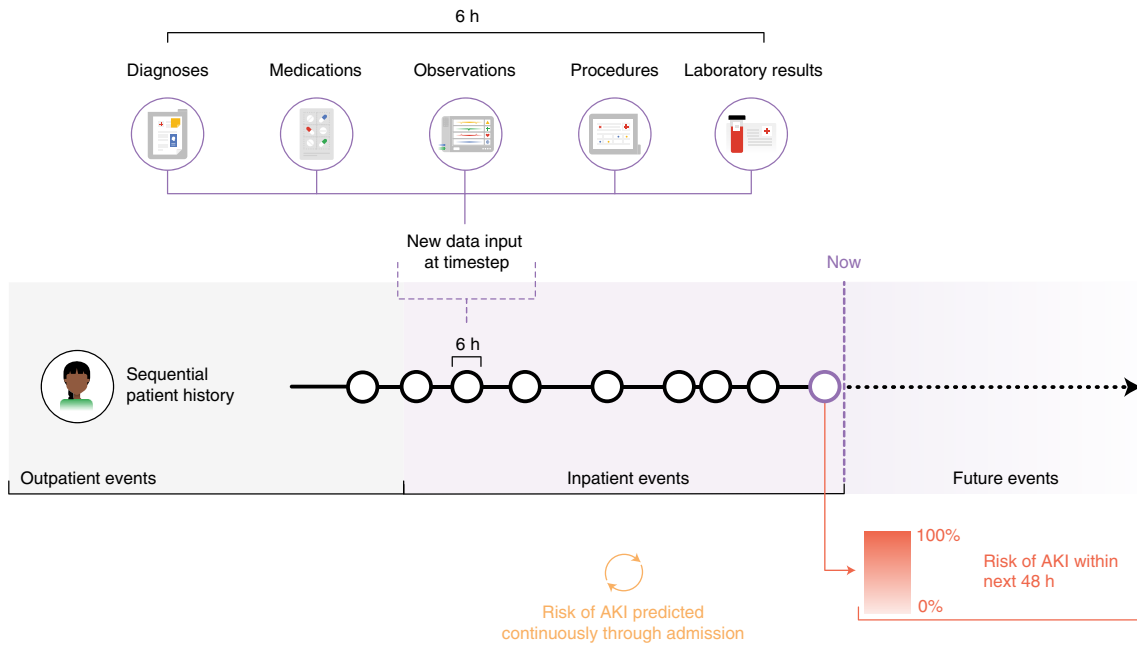 6 h
Diagnoses
Medications
Observations
Procedures
Laboratory results
New data input
at timestep
Now
6 h
Sequential
patient history
Outpatient events
Inpatient events
Future events
100%
0%
Risk of AKI within
next 48 h
Risk of AKI predicted
continuously through admission